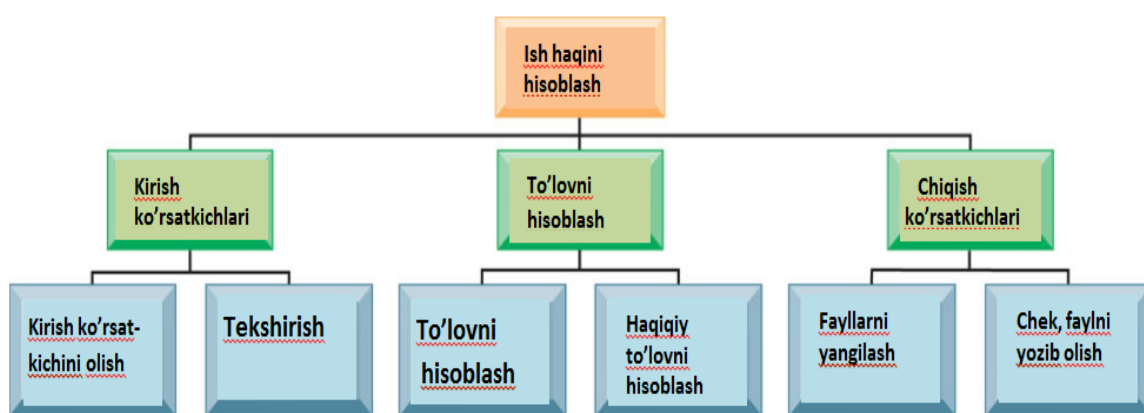 Ish haqini
hisoblash
Kirish
ko’rsatkichlari
To’lovni
hisoblash
Chiqish
ko’rsatkichlari
Kirish ko’rsat-
kichini olish
Tekshirish
To’lovni
hisoblash
Haqiqiy
to’lovni
hisoblash
Fayllarni
yangilash
Chek, faylni
yozib olish